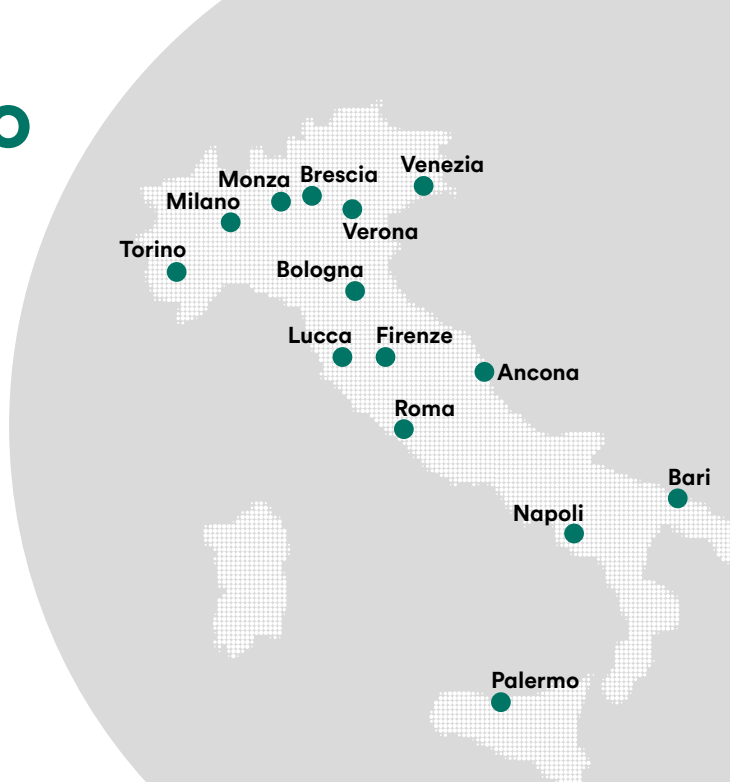 o
Venezia
Monza
Brescia
Milano
Verona
Torino
Bologna
Lucca
Firenze
Ancona
Roma
Bari
Napoli
Palermo